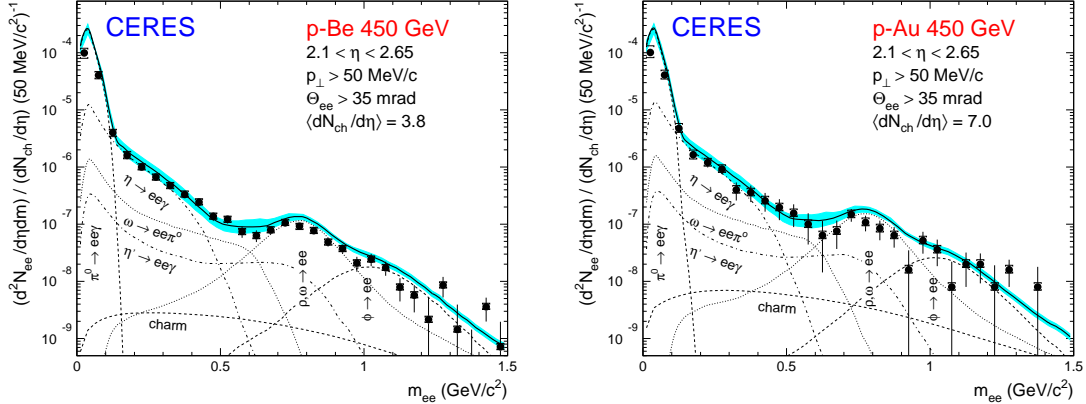 CERES
p-Be 450 GeV
2.1 < η < 2.65
p⊥ > 50 MeV/c
Θee > 35 mrad
⟨dNch/dη⟩ = 3.8
(d²Nee/dηdm) / (dNch/dη) (50 MeV/c²)⁻¹
10⁻⁴
10⁻⁵
10⁻⁶
10⁻⁷
10⁻⁸
10⁻⁹
η → eeγ
ω → eeπ°
η → eeγ
π⁰ → eeγ
ρ,ω → ee
ϕ → ee
charm
0 0.5 1 1.5
mee (GeV/c²)
CERES
p-Au 450 GeV
2.1 < η < 2.65
p⊥ > 50 MeV/c
Θee > 35 mrad
⟨dNch/dη⟩ = 7.0
(d²Nee/dηdm) / (dNch/dη) (50 MeV/c²)⁻¹
10⁻⁴
10⁻⁵
10⁻⁶
10⁻⁷
10⁻⁸
10⁻⁹
η → eeγ
ω → eeπ°
η → eeγ
π⁰ → eeγ
ρ,ω → ee
ϕ → ee
charm
0 0.5 1 1.5
mee (GeV/c²)